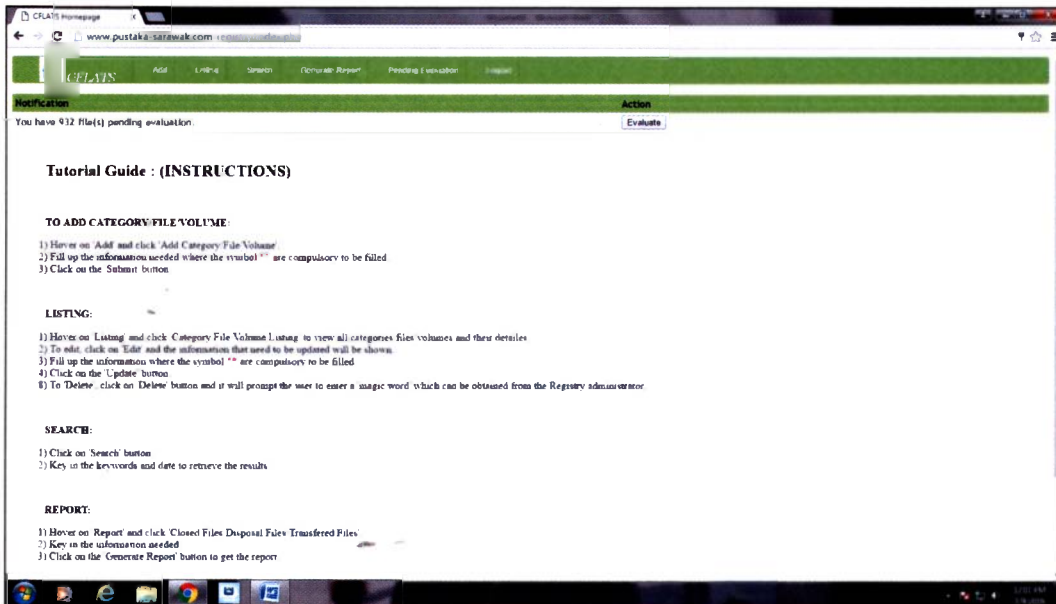 CFLATS Homepage
www.pustaka-sarawak.com
CFLATS Add Listing Search Generate Report Pending Evaluation
Notification Action
You have 932 file(s) pending evaluation. Evaluate
Tutorial Guide : (INSTRUCTIONS)
TO ADD CATEGORY/FILE/VOLUME:
1) Hover on 'Add' and click 'Add Category/File/Volume'
2) Fill up the information needed where the symbol "*" are compulsory to be filled
3) Click on the 'Submit' button
LISTING:
1) Hover on 'Listing' and click 'Category/File/Volume Listing' to view all categories/files/volumes and their details
2) To edit, click on 'Edit' and the information that need to be updated will be shown.
3) Fill up the information where the symbol "*" are compulsory to be filled
4) Click on the 'Update' button.
8) To 'Delete', click on 'Delete' button and it will prompt the user to enter a 'magic word' which can be obtained from the Registry administrator
SEARCH:
1) Click on 'Search' button
2) Key in the keywords and date to retrieve the results
REPORT:
1) Hover on 'Report' and click 'Closed Files/Disposal Files/Transfered Files'
2) Key in the information needed
3) Click on the 'Generate Report' button to get the report